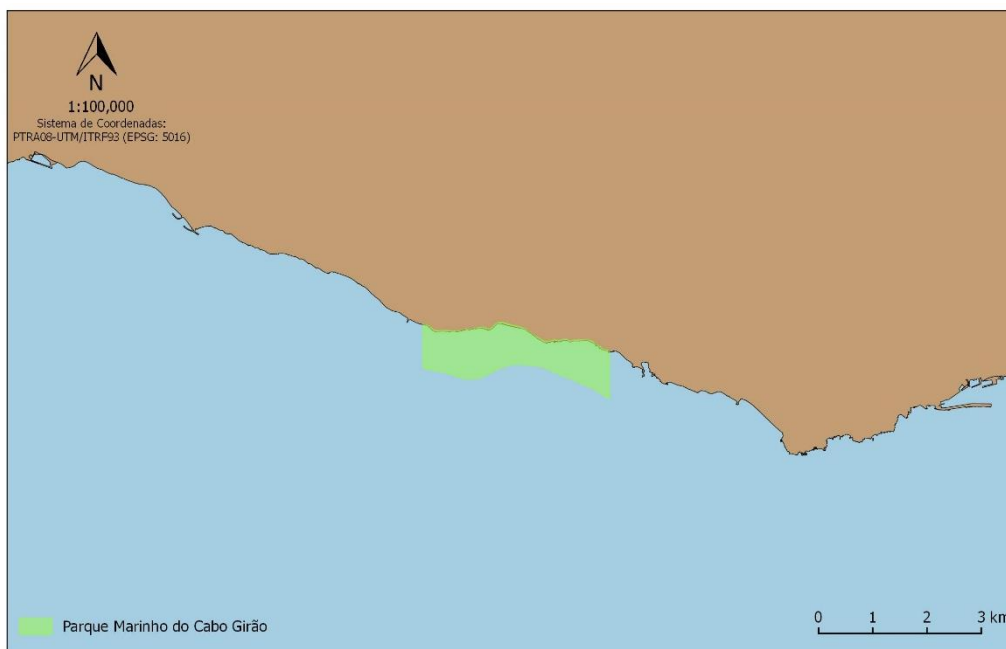 N
1:100,000
Sistema de Coordenadas:
PTRA08-UTM/ITRF93 (EPSG: 5016)
0 1 2 3 km
Parque Marinho do Cabo Girão